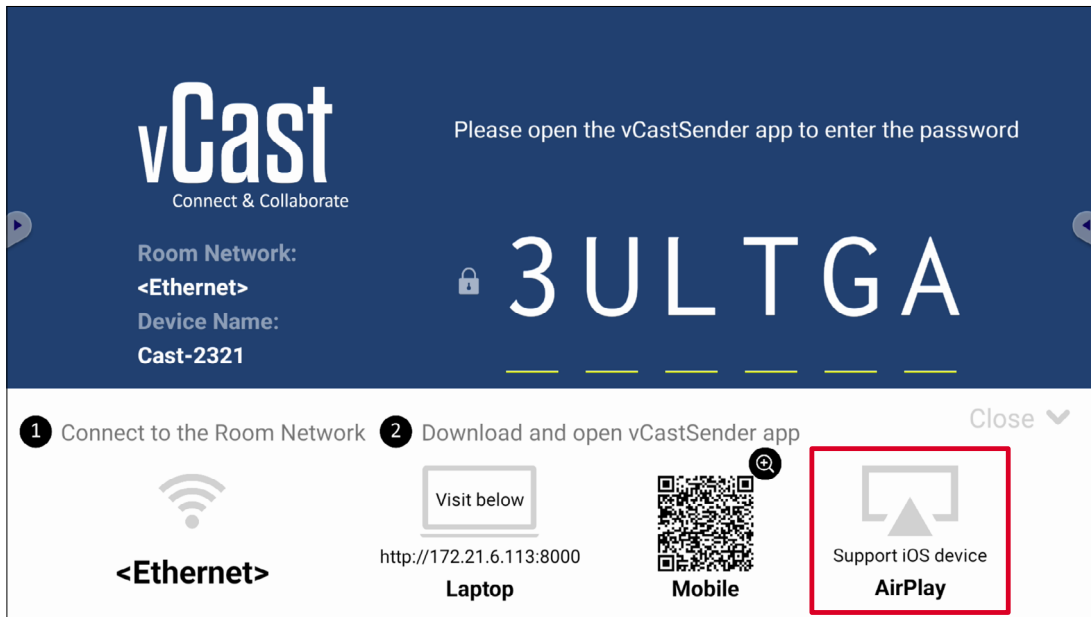 vCast
Connect & Collaborate
Please open the vCastSender app to enter the password
Room Network:
<Ethernet>
Device Name:
Cast-2321
3ULTGA
Close
1 Connect to the Room Network
2 Download and open vCastSender app
<Ethernet>
Visit below
http://172.21.6.113:8000
Laptop
Mobile
Support iOS device
AirPlay